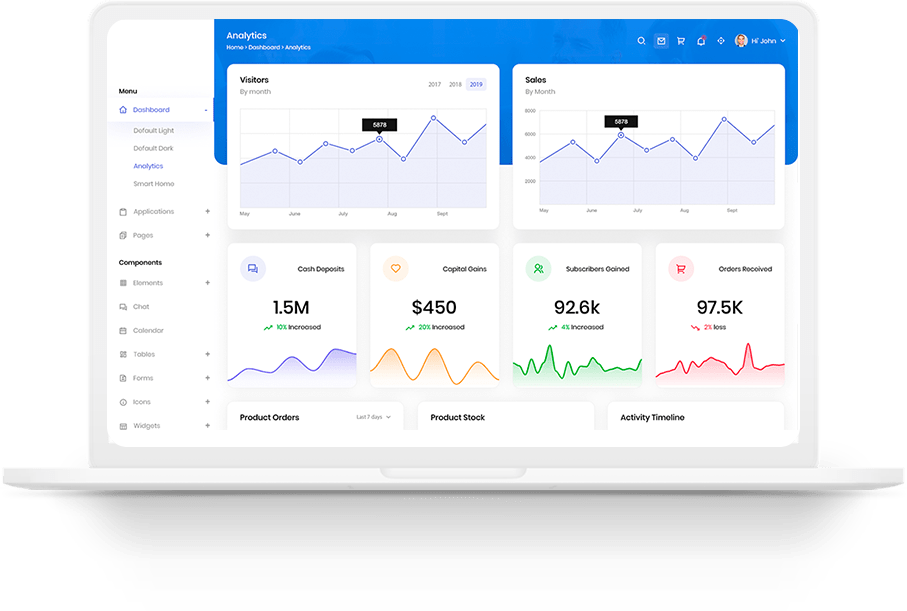 Analytics
Home > Dashboard > Analytics
Hi' John
Menu
Dashboard
Default Light
Default Dark
Analytics
Smart Home
Applications
Pages
Components
Elements
Chat
Calendar
Tables
Forms
Icons
Widgets
Visitors
By month
2017 2018 2019
5878
May June July Aug Sept
Sales
By Month
8000
6000
4000
2000
5878
May June July Aug Sept
Cash Deposits
1.5M
10% Increased
Capital Gains
$450
20% Increased
Subscribers Gained
92.6k
4% Increased
Orders Received
97.5K
2% loss
Product Orders
Last 7 days
Product Stock
Activity Timeline